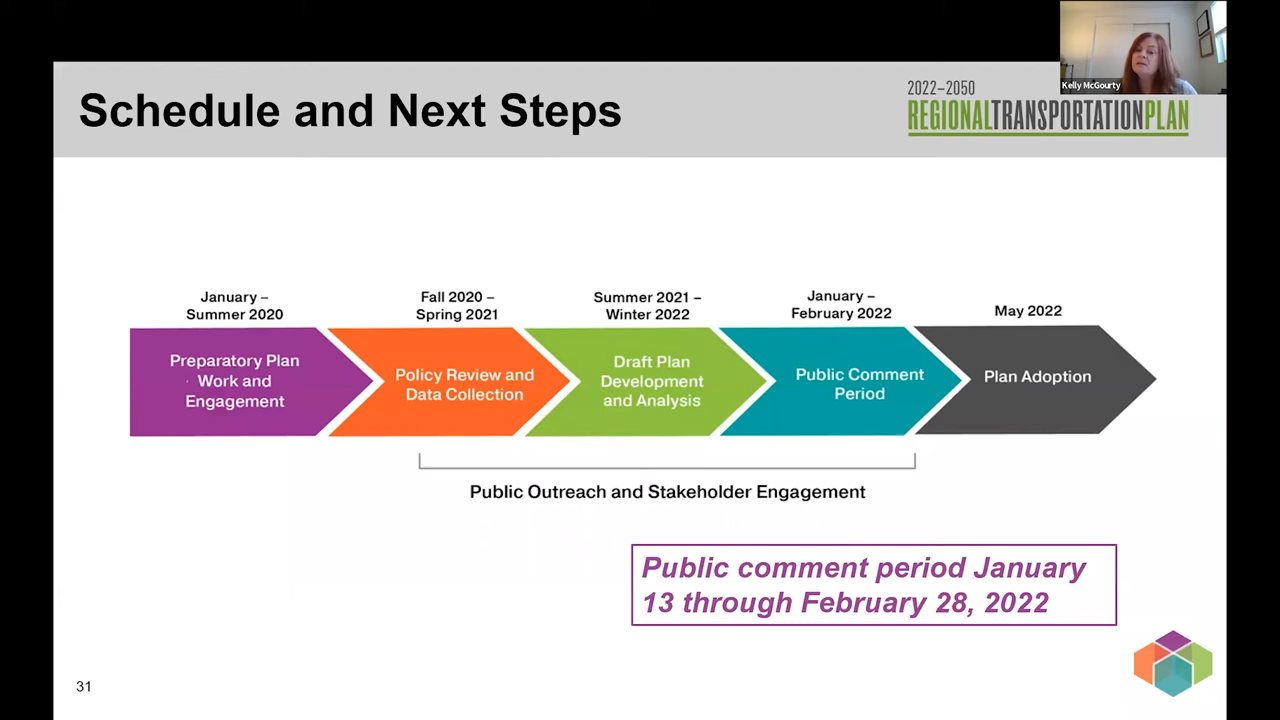 Kelly McGourty
Schedule and Next Steps
2022–2050
REGIONALTRANSPORTATIONPLAN
January –
Summer 2020
Fall 2020 –
Spring 2021
Summer 2021 –
Winter 2022
January –
February 2022
May 2022
Preparatory Plan
Work and
Engagement
Policy Review and
Data Collection
Draft Plan
Development
and Analysis
Public Comment
Period
Plan Adoption
Public Outreach and Stakeholder Engagement
Public comment period January
13 through February 28, 2022
31